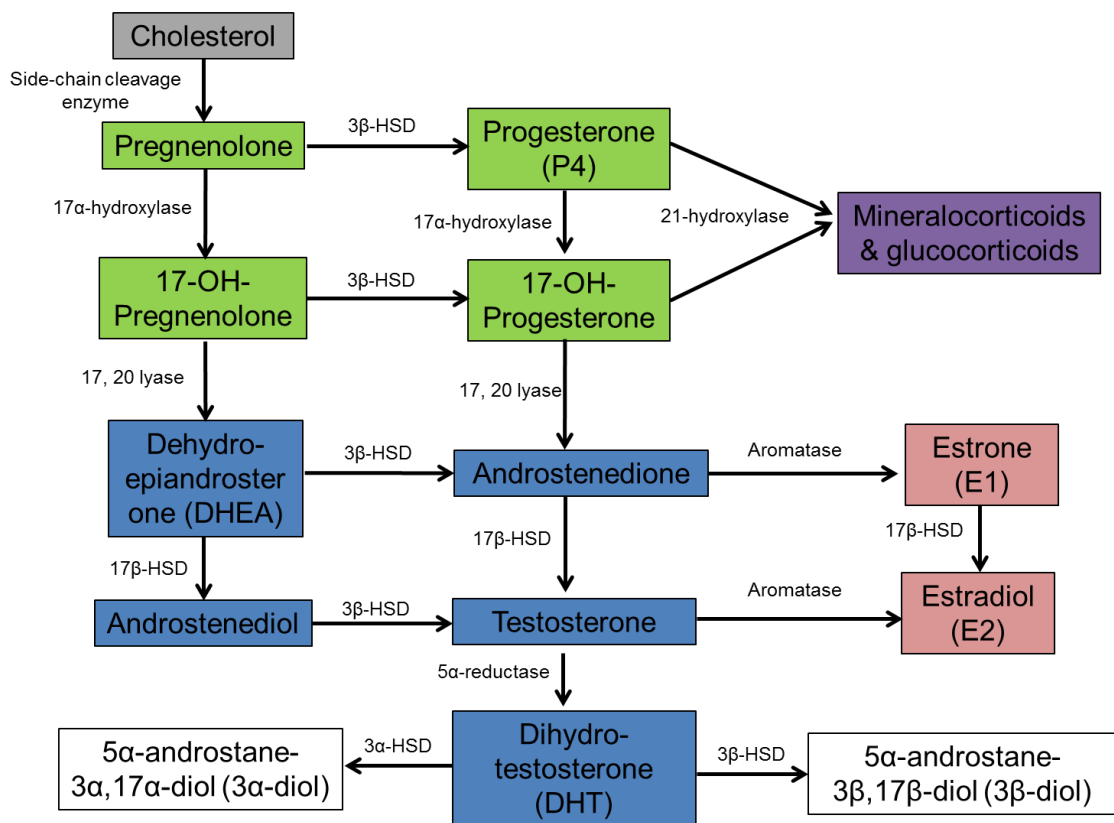 Cholesterol
Side-chain cleavage
enzyme
Pregnenolone
3β-HSD
Progesterone
(P4)
17α-hydroxylase
17α-hydroxylase
21-hydroxylase
Mineralocorticoids
& glucocorticoids
17-OH-
Pregnenolone
3β-HSD
17-OH-
Progesterone
17, 20 lyase
17, 20 lyase
Dehydro-
epiandroster
one (DHEA)
3β-HSD
Androstenedione
Aromatase
Estrone
(E1)
17β-HSD
17β-HSD
17β-HSD
Androstenediol
3β-HSD
Testosterone
Aromatase
Estradiol
(E2)
5α-reductase
5α-androstane-
3α,17α-diol (3α-diol)
3α-HSD
Dihydro-
testosterone
(DHT)
3β-HSD
5α-androstane-
3β,17β-diol (3β-diol)